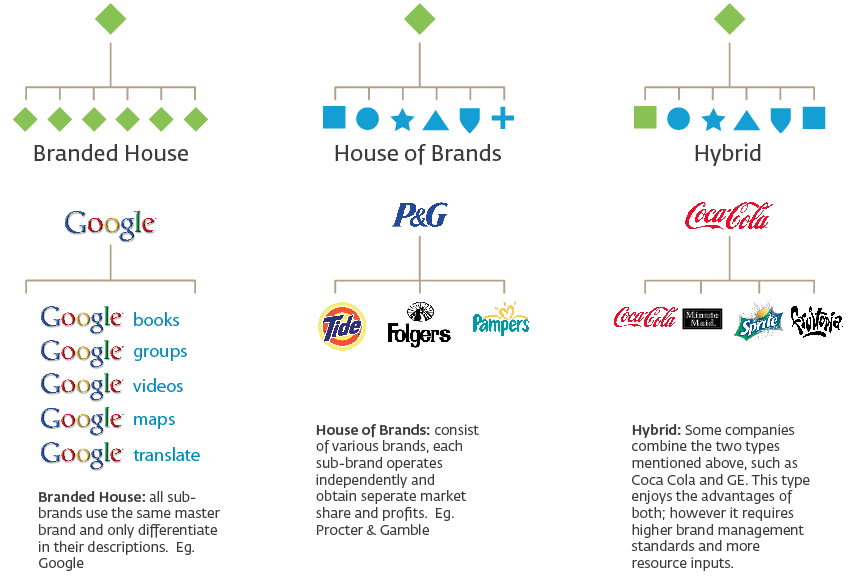 Branded House
House of Brands
Hybrid
Google
P&G
Coca-Cola
Google books
Google groups
Google videos
Google maps
Google translate
Tide
Folgers
Pampers
Coca-Cola
Minute
Maid.
Sprite
Fruitopia
Branded House: all sub-
brands use the same master
brand and only differentiate
in their descriptions.  Eg.
Google
House of Brands: consist
of various brands, each
sub-brand operates
independently and
obtain seperate market
share and profits.  Eg.
Procter & Gamble
Hybrid: Some companies
combine the two types
mentioned above, such as
Coca Cola and GE. This type
enjoys the advantages of
both; however it requires
higher brand management
standards and more
resource inputs.